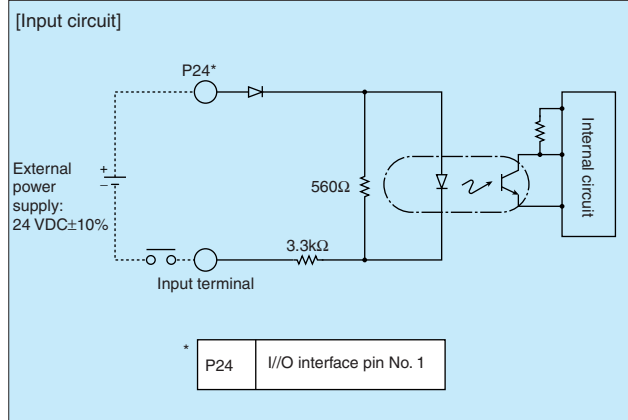 [Input circuit]
P24*
External
power
supply:
24 VDC±10%
+
–
560Ω
3.3kΩ
Input terminal
Internal circuit
*
P24 I//O interface pin No. 1